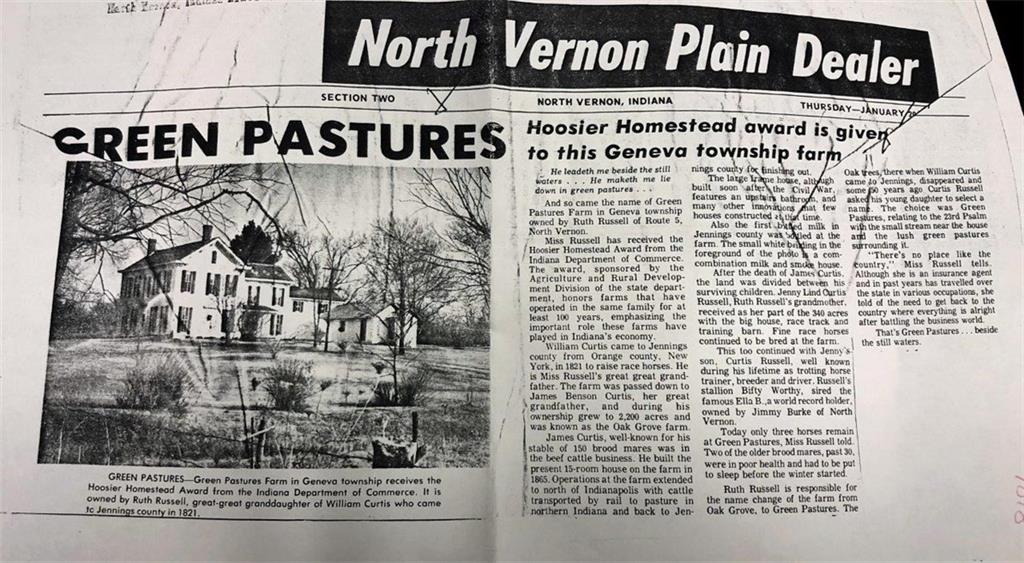 North Vernon Plain Dealer
SECTION TWO
NORTH VERNON, INDIANA
THURSDAY—JANUARY
GREEN PASTURES
Hoosier Homestead award is given
to this Geneva township farm
GREEN PASTURES—Green Pastures Farm in Geneva township receives the
Hoosier Homestead Award from the Indiana Department of Commerce. It is
owned by Ruth Russell, great-great granddaughter of William Curtis who came
to Jennings county in 1821.
He leadeth me beside the still
waters . . . He maketh me lie
down in green pastures . . .
And so came the name of Green
Pastures Farm in Geneva township
owned by Ruth Russell of Route 5,
North Vernon.
Miss Russell has received the
Hoosier Homestead Award from the
Indiana Department of Commerce.
The award, sponsored by the
Agriculture and Rural Develop-
ment Division of the state depart-
ment, honors farms that have
operated in the same family for at
least 100 years, emphasizing the
important role these farms have
played in Indiana's economy.
William Curtis came to Jennings
county from Orange county, New
York, in 1821 to raise race horses. He
is Miss Russell's great great grand-
father. The farm was passed down to
James Benson Curtis, her great
grandfather, and during his
ownership grew to 2,200 acres and
was known as the Oak Grove farm.
James Curtis, well-known for his
stable of 150 brood mares was in the
beef cattle business. He built the
present 15-room house on the farm in
1865. Operations at the farm extended
to north of Indianapolis with cattle
transported by rail to pasture in
northern Indiana and back to Jen-
nings county for finishing out.
The large frame house, although
built soon after the Civil War,
features an upstairs bathroom, and
many other innovations that few
houses constructed at that time.
Also the first bottled milk in
Jennings county was bottled at the
farm. The small white building in the
foreground of the photo is a com-
combination milk and smoke house.
After the death of James Curtis,
the land was divided between his
surviving children. Jenny Lind Curtis
Russell, Ruth Russell's grandmother,
received as her part of the 340 acres
with the big house, race track and
training barn. Fine race horses
continued to be bred at the farm.
This too continued with Jenny's
son, Curtis Russell, well known
during his lifetime as trotting horse
trainer, breeder and driver. Russell's
stallion Bifty Worthy, sired the
famous Ella B., a world record holder,
owned by Jimmy Burke of North
Vernon.
Today only three horses remain
at Green Pastures, Miss Russell told.
Two of the older brood mares, past 30,
were in poor health and had to be put
to sleep before the winter started.
Ruth Russell is responsible for
the name change of the farm from
Oak Grove, to Green Pastures. The
Oak trees, there when William Curtis
came to Jennings, disappeared and
some years ago Curtis Russell
asked his young daughter to select a
name. The choice was Green
Pastures, relating to the 23rd Psalm
with the small stream near the house
and the lush green pastures
surrounding it.
"There's no place like the
country," Miss Russell tells.
Although she is an insurance agent
and in past years has travelled over
the state in various occupations, she
told of the need to get back to the
country where everything is alright
after battling the business world.
That's Green Pastures . . . beside
the still waters.